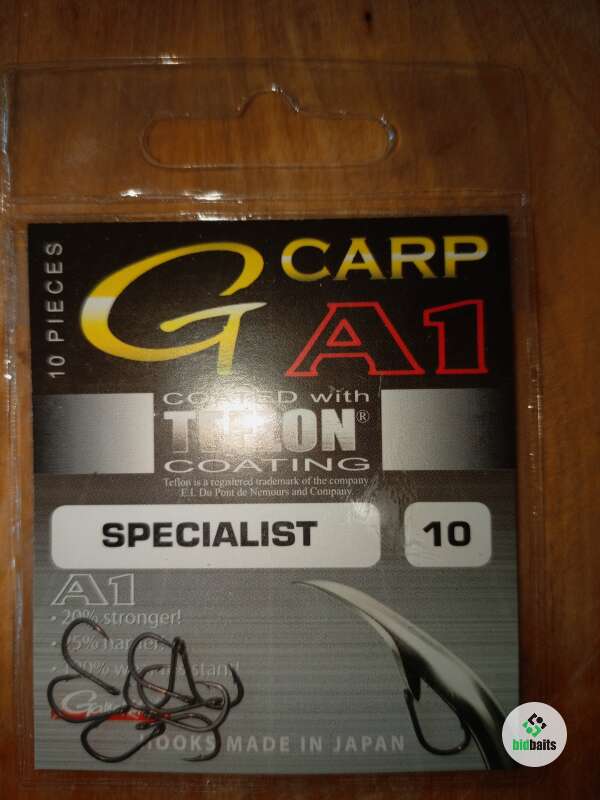 10 PIECES
G CARP
A1
COATED with
TEFLON®
COATING
Teflon is a registered trademark of the company
E.I. Du Pont de Nemours and Company
SPECIALIST
10
A1
• 20% stronger!
HOOKS MADE IN JAPAN
bidbaits